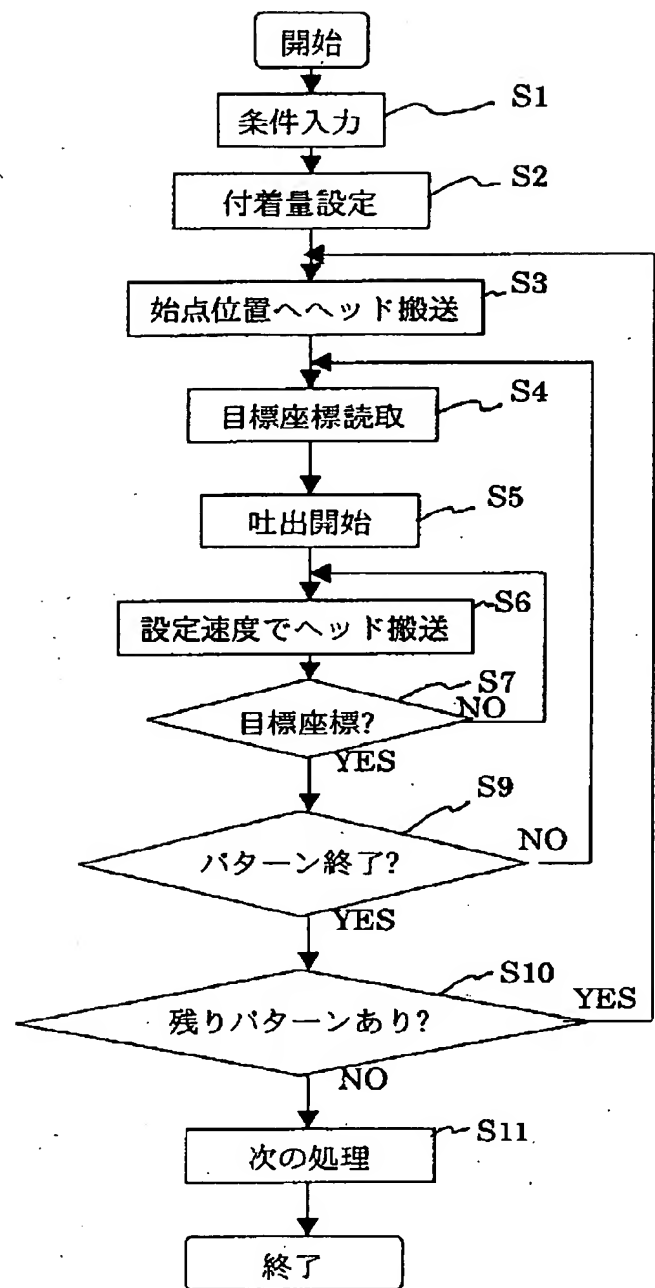 開始
条件入力
S1
付着量設定
S2
始点位置へヘッド搬送
S3
目標座標読取
S4
吐出開始
S5
設定速度でヘッド搬送
S6
目標座標?
S7
NO
YES
パターン終了?
S9
NO
YES
残りパターンあり?
S10
YES
NO
次の処理
S11
終了